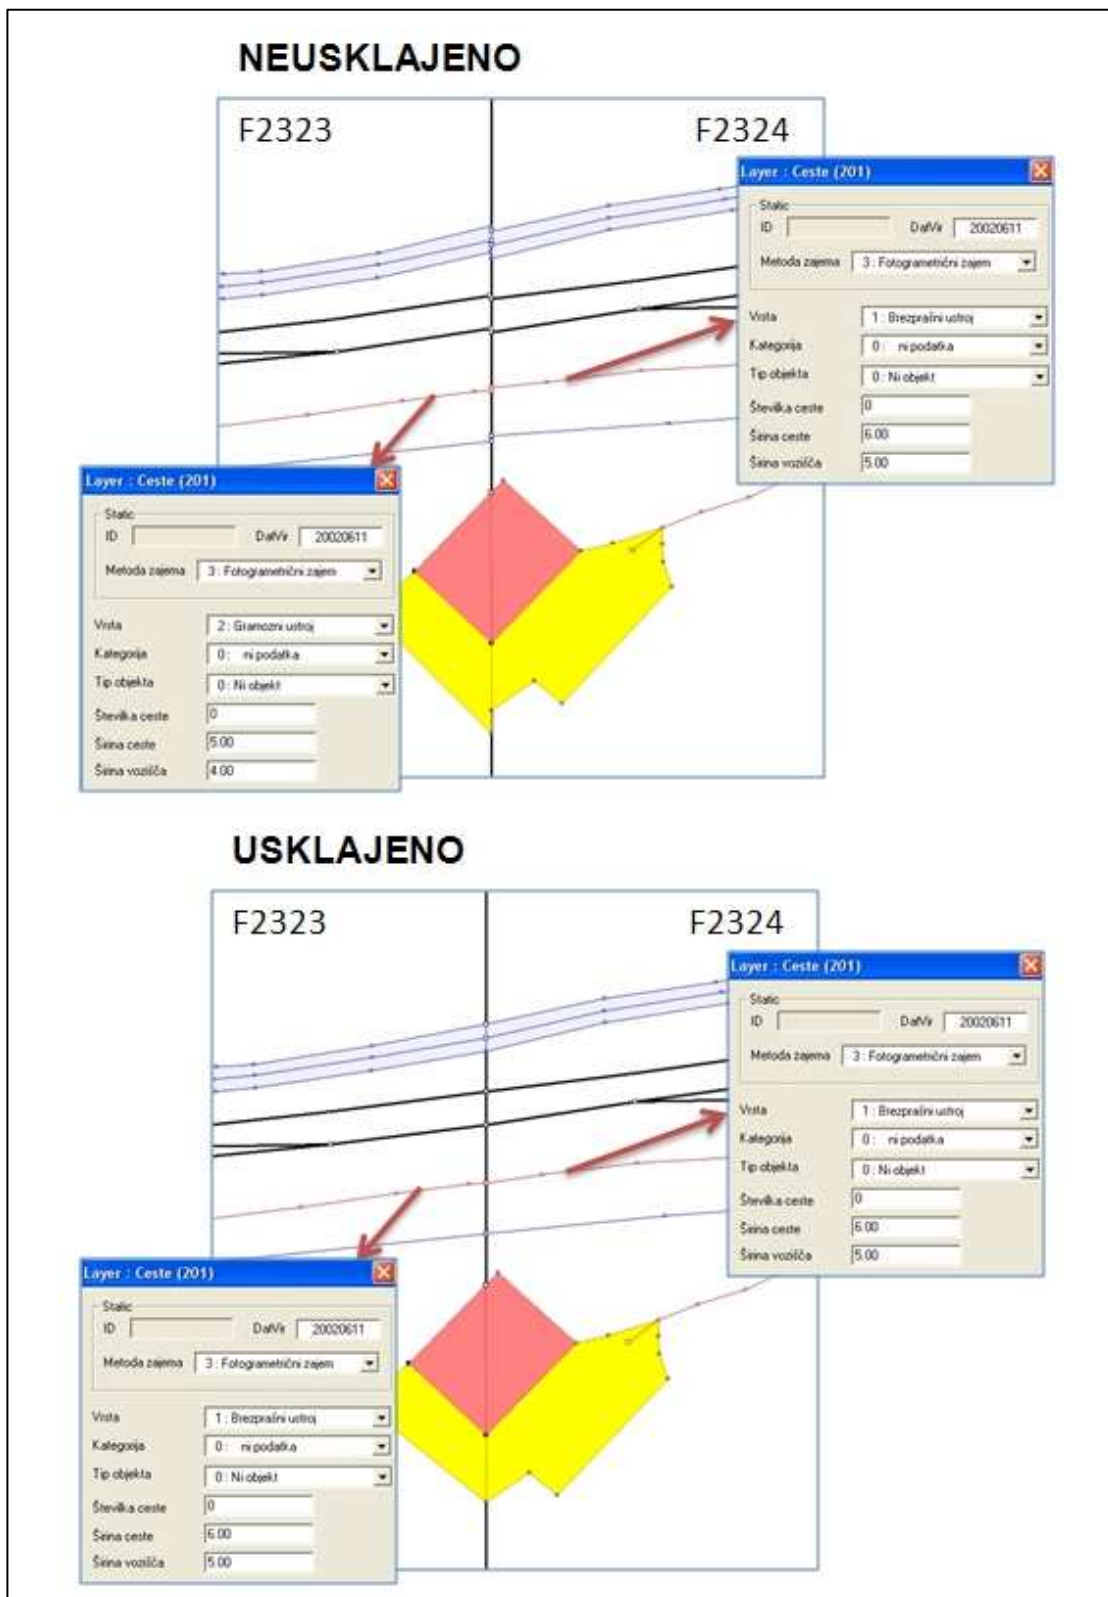 NEUSKLAJENO
F2323
F2324
Layer : Ceste (201)
Static
ID
DatVir 20020611
Metoda zajema 3 : Fotogrametrični zajem
Vrsta 1 : Brezprašni ustroj
Kategorija 0 : ni podatka
Tip objekta 0 : Ni objekt
Številka ceste 0
Širina ceste 6.00
Širina vozišča 5.00
Layer : Ceste (201)
Static
ID
DatVir 20020611
Metoda zajema 3 : Fotogrametrični zajem
Vrsta 2 : Gramozni ustroj
Kategorija 0 : ni podatka
Tip objekta 0 : Ni objekt
Številka ceste 0
Širina ceste 5.00
Širina vozišča 4.00
USKLAJENO
F2323
F2324
Layer : Ceste (201)
Static
ID
DatVir 20020611
Metoda zajema 3 : Fotogrametrični zajem
Vrsta 1 : Brezprašni ustroj
Kategorija 0 : ni podatka
Tip objekta 0 : Ni objekt
Številka ceste 0
Širina ceste 6.00
Širina vozišča 5.00
Layer : Ceste (201)
Static
ID
DatVir 20020611
Metoda zajema 3 : Fotogrametrični zajem
Vrsta 1 : Brezprašni ustroj
Kategorija 0 : ni podatka
Tip objekta 0 : Ni objekt
Številka ceste 0
Širina ceste 6.00
Širina vozišča 5.00